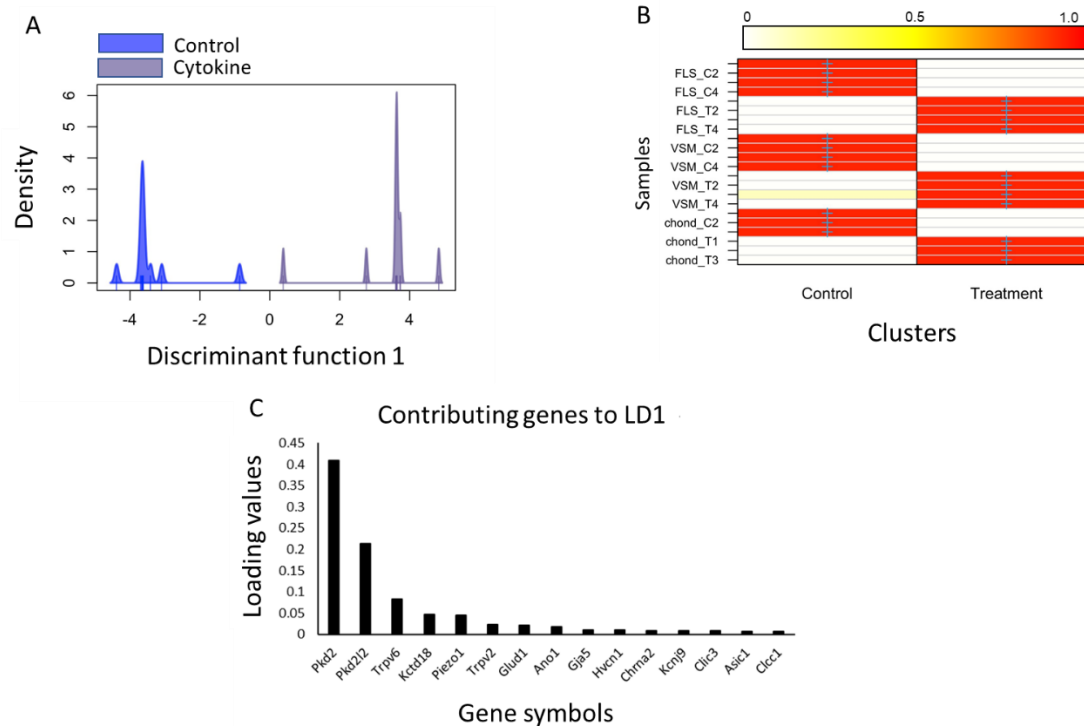 A
Control
Cytokine
6
5
4
3
2
1
0
Density
-4
-2
0
2
4
Discriminant function 1
B
0
0.5
1.0
FLS_C2
FLS_C4
FLS_T2
FLS_T4
VSM_C2
VSM_C4
VSM_T2
VSM_T4
chond_C2
chond_T1
chond_T3
Samples
Control
Treatment
Clusters
C
Contributing genes to LD1
0.45
0.4
0.35
0.3
0.25
0.2
0.15
0.1
0.05
0
Loading values
Pkd2
Pkd2l2
Trpv6
Kctd18
Piezo1
Trpv2
Glud1
Ano1
Gja5
Hvcn1
Chrna2
Kcnj9
Clic3
Asic1
Clcc1
Gene symbols